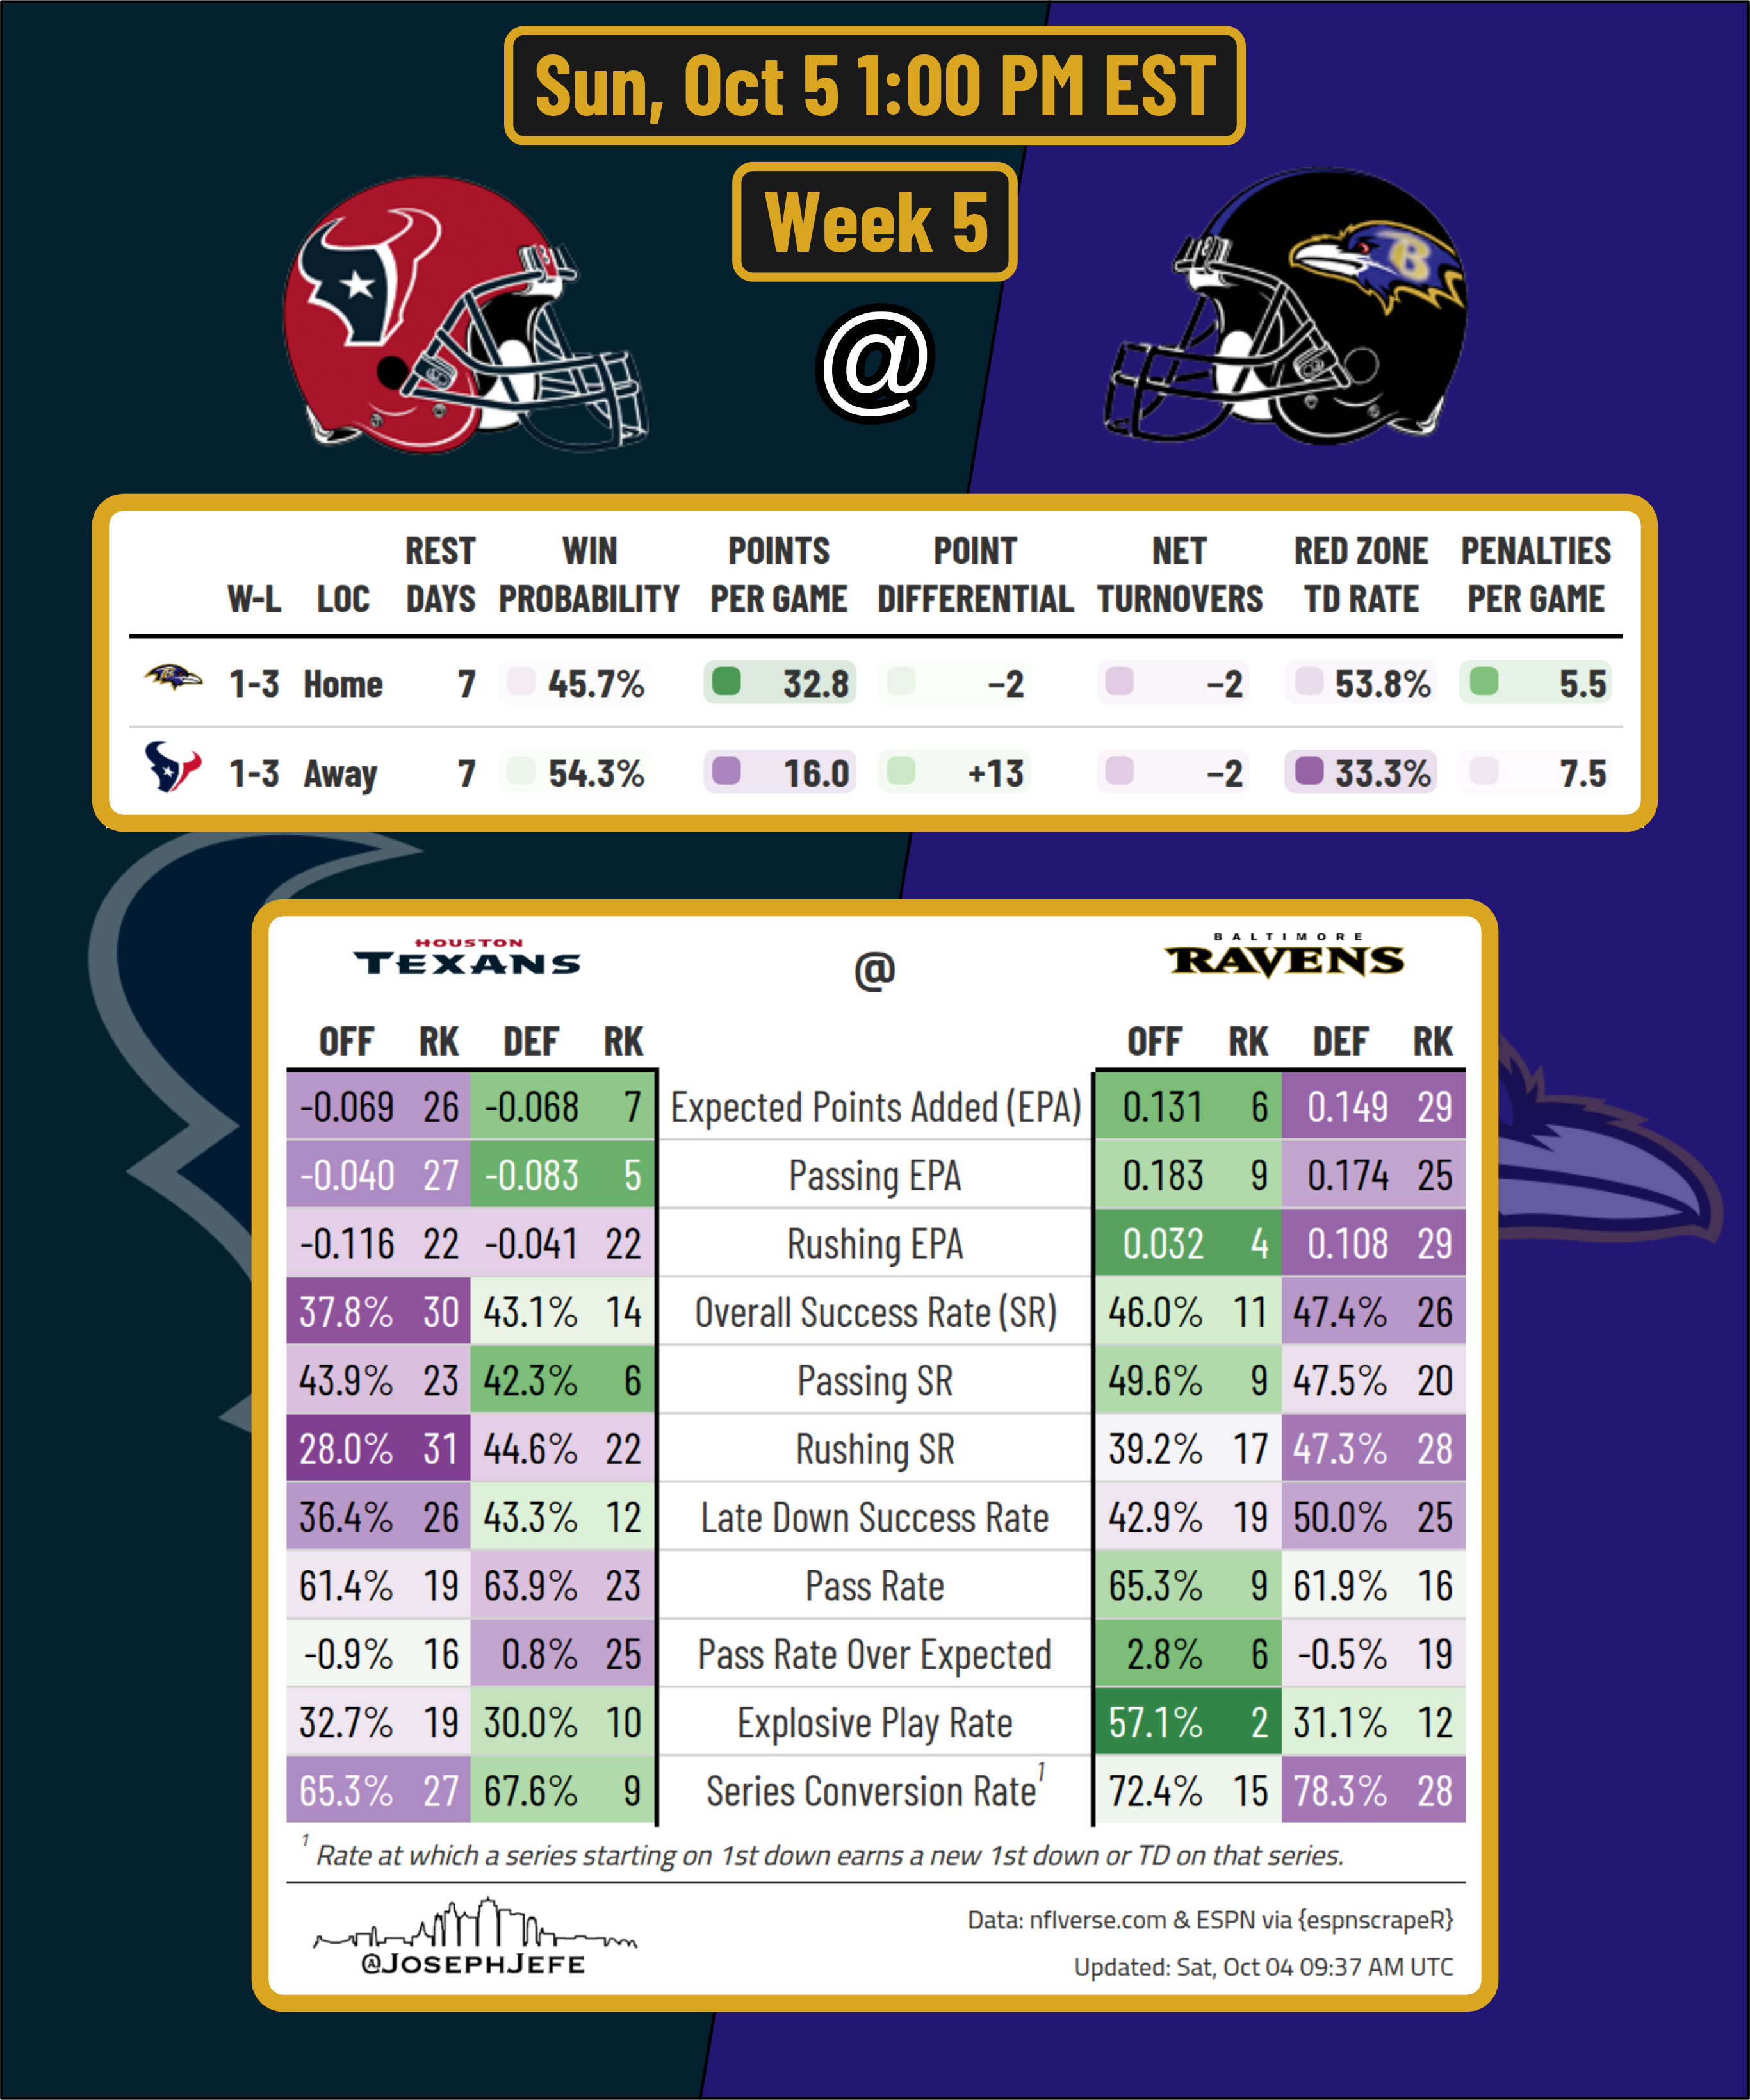 Sun, Oct 5 1:00 PM EST
Week 5
@
W-L LOC REST DAYS WIN PROBABILITY POINTS PER GAME POINT DIFFERENTIAL NET TURNOVERS RED ZONE TD RATE PENALTIES PER GAME
1-3 Home 7 45.7% 32.8 −2 −2 53.8% 5.5
1-3 Away 7 54.3% 16.0 +13 −2 33.3% 7.5
HOUSTON TEXANS @ BALTIMORE RAVENS
OFF RK DEF RK OFF RK DEF RK
-0.069 26 -0.068 7 Expected Points Added (EPA) 0.131 6 0.149 29
-0.040 27 -0.083 5 Passing EPA 0.183 9 0.174 25
-0.116 22 -0.041 22 Rushing EPA 0.032 4 0.108 29
37.8% 30 43.1% 14 Overall Success Rate (SR) 46.0% 11 47.4% 26
43.9% 23 42.3% 6 Passing SR 49.6% 9 47.5% 20
28.0% 31 44.6% 22 Rushing SR 39.2% 17 47.3% 28
36.4% 26 43.3% 12 Late Down Success Rate 42.9% 19 50.0% 25
61.4% 19 63.9% 23 Pass Rate 65.3% 9 61.9% 16
-0.9% 16 0.8% 25 Pass Rate Over Expected 2.8% 6 -0.5% 19
32.7% 19 30.0% 10 Explosive Play Rate 57.1% 2 31.1% 12
65.3% 27 67.6% 9 Series Conversion Rate1 72.4% 15 78.3% 28
1 Rate at which a series starting on 1st down earns a new 1st down or TD on that series.
@JOSEPHJEFE
Data: nflverse.com & ESPN via {espnscrapeR}
Updated: Sat, Oct 04 09:37 AM UTC